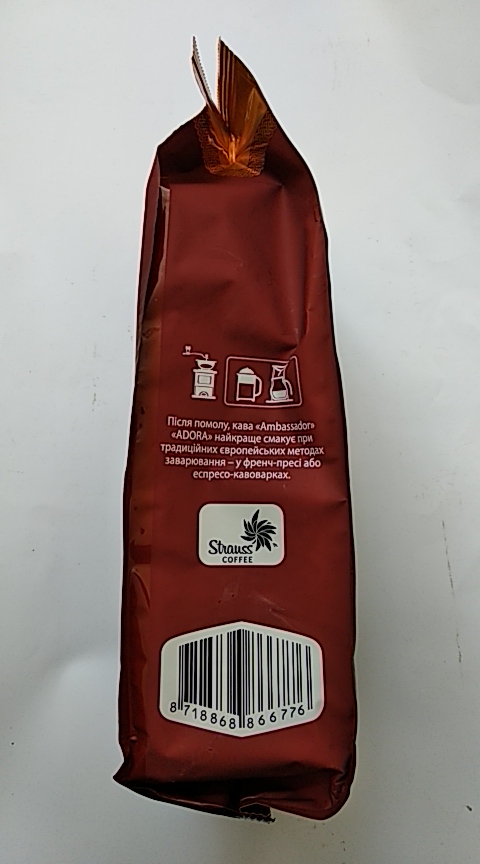 Після помолу, кава «Ambassador»
«ADORA» найкраще смакує при
традиційних європейських методах
заварювання – у френч-пресі або
еспресо-кавоварках.
Strauss
COFFEE
8 718868 866776